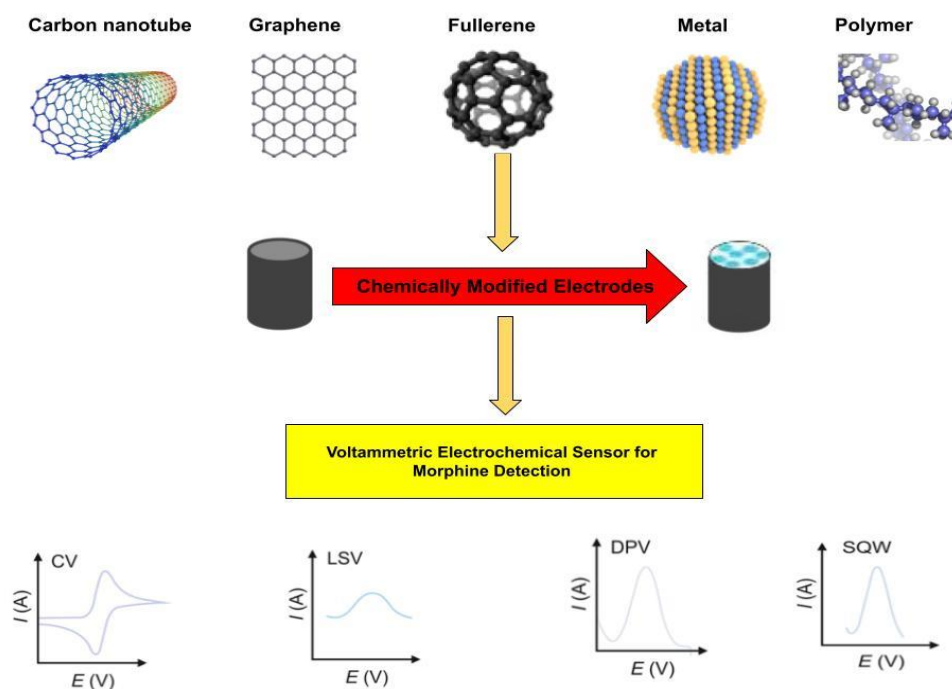 Carbon nanotube
Graphene
Fullerene
Metal
Polymer
Chemically Modified Electrodes
Voltammetric Electrochemical Sensor for
Morphine Detection
CV
I (A)
E (V)
LSV
I (A)
E (V)
DPV
I (A)
E (V)
SQW
I (A)
E (V)